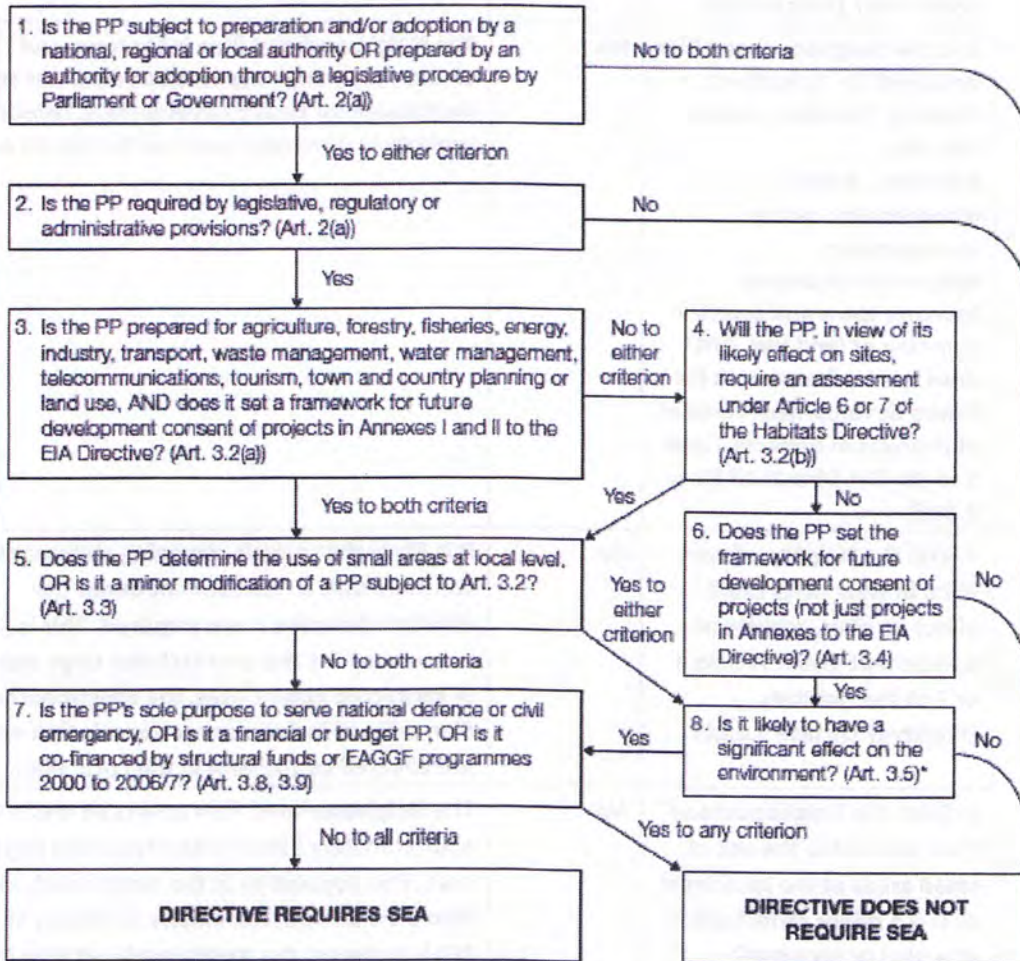 1. Is the PP subject to preparation and/or adoption by a
national, regional or local authority OR prepared by an
authority for adoption through a legislative procedure by
Parliament or Government? (Art. 2(a))
No to both criteria
Yes to either criterion
2. Is the PP required by legislative, regulatory or
administrative provisions? (Art. 2(a))
No
Yes
3. Is the PP prepared for agriculture, forestry, fisheries, energy,
industry, transport, waste management, water management,
telecommunications, tourism, town and country planning or
land use, AND does it set a framework for future
development consent of projects in Annexes I and II to the
EIA Directive? (Art. 3.2(a))
No to
either
criterion
4. Will the PP, in view of its
likely effect on sites,
require an assessment
under Article 6 or 7 of
the Habitats Directive?
(Art. 3.2(b))
Yes to both criteria
Yes
No
5. Does the PP determine the use of small areas at local level,
OR is it a minor modification of a PP subject to Art. 3.2?
(Art. 3.3)
Yes to
either
criterion
6. Does the PP set the
framework for future
development consent of
projects (not just projects
in Annexes to the EIA
Directive)? (Art. 3.4)
No
No to both criteria
Yes
7. Is the PP's sole purpose to serve national defence or civil
emergency, OR is it a financial or budget PP, OR is it
co-financed by structural funds or EAGGF programmes
2000 to 2006/7? (Art. 3.8, 3.9)
Yes
8. Is it likely to have a
significant effect on the
environment? (Art. 3.5)*
No
No to all criteria
Yes to any criterion
DIRECTIVE REQUIRES SEA
DIRECTIVE DOES NOT
REQUIRE SEA